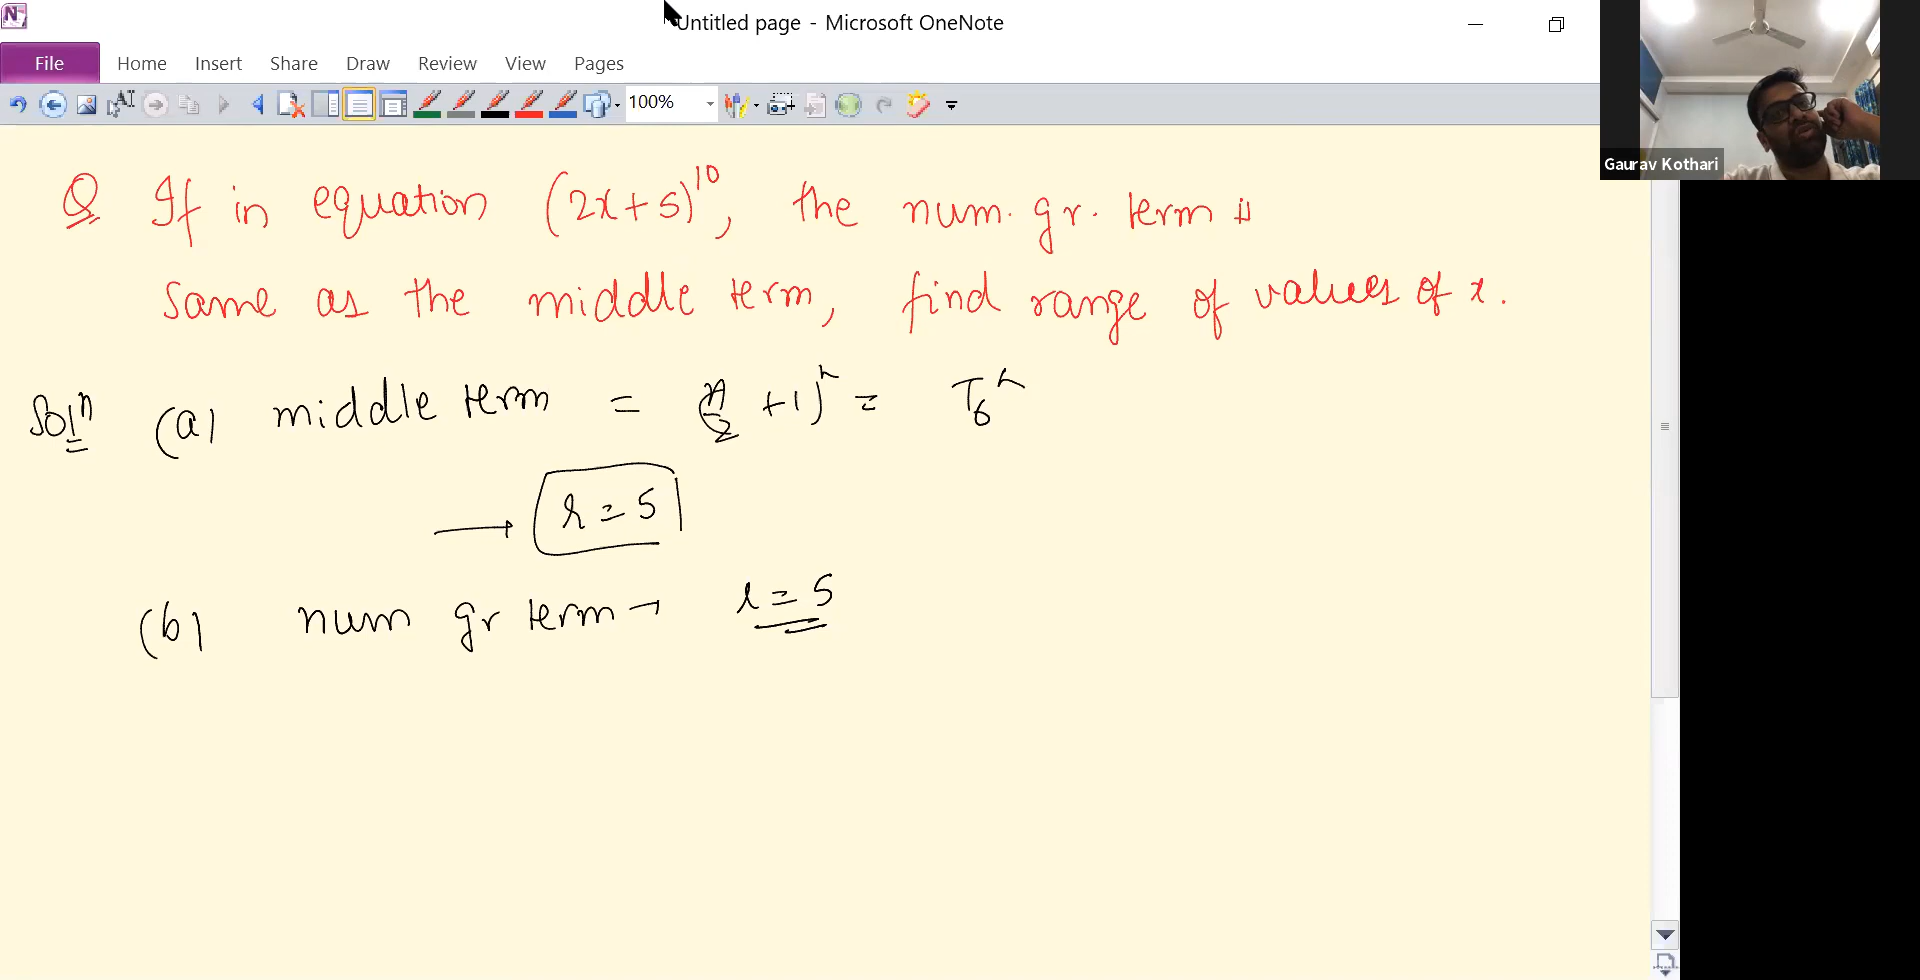 Untitled page - Microsoft OneNote
File Home Insert Share Draw Review View Pages
100%
Gaurav Kothari
Q If in equation (2x+5)^10, the num. gr. term is
same as the middle term, find range of values of x.
Solⁿ (a) middle term = (n/2 + 1)^th = T6^th
→ r = 5
(b) num gr term → r = 5